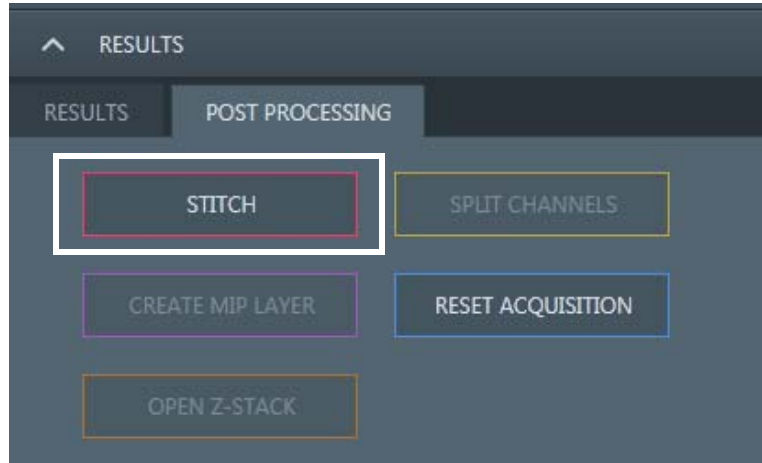 RESULTS
RESULTS POST PROCESSING
STITCH SPLIT CHANNELS
CREATE MIP LAYER RESET ACQUISITION
OPEN Z-STACK